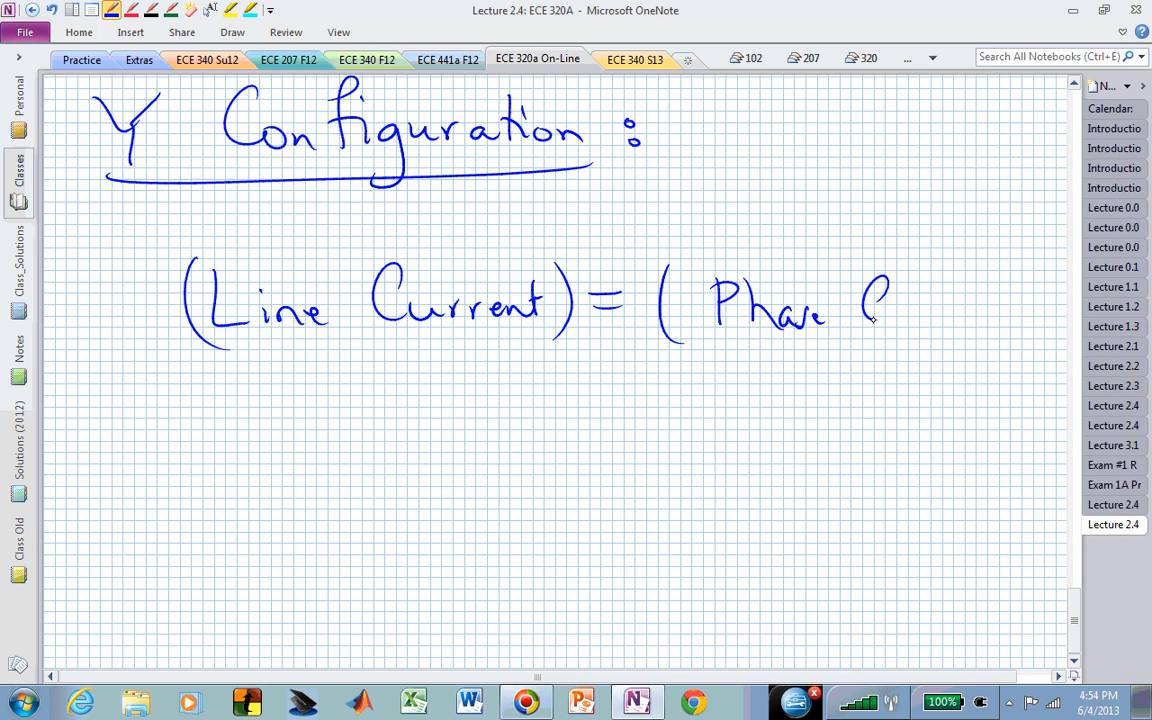 Lecture 2.4: ECE 320A - Microsoft OneNote
File Home Insert Share Draw Review View
Practice Extras ECE 340 Su12 ECE 207 F12 ECE 340 F12 ECE 441a F12 ECE 320a On-Line ECE 340 S13 102 207 320 ... Search All Notebooks (Ctrl+E)
N...
Personal
Classes
Class_Solutions
Notes
Solutions (2012)
Class Old
Y Configuration :
(Line Current) = ( Phase C
Calendar:
Introductio
Introductio
Introductio
Introductio
Lecture 0.0
Lecture 0.0
Lecture 0.0
Lecture 0.1
Lecture 1.1
Lecture 1.2
Lecture 1.3
Lecture 2.1
Lecture 2.2
Lecture 2.3
Lecture 2.4
Lecture 2.4
Lecture 3.1
Exam #1 R
Exam 1A Pr
Lecture 2.4
Lecture 2.4
100%
4:54 PM
6/4/2013